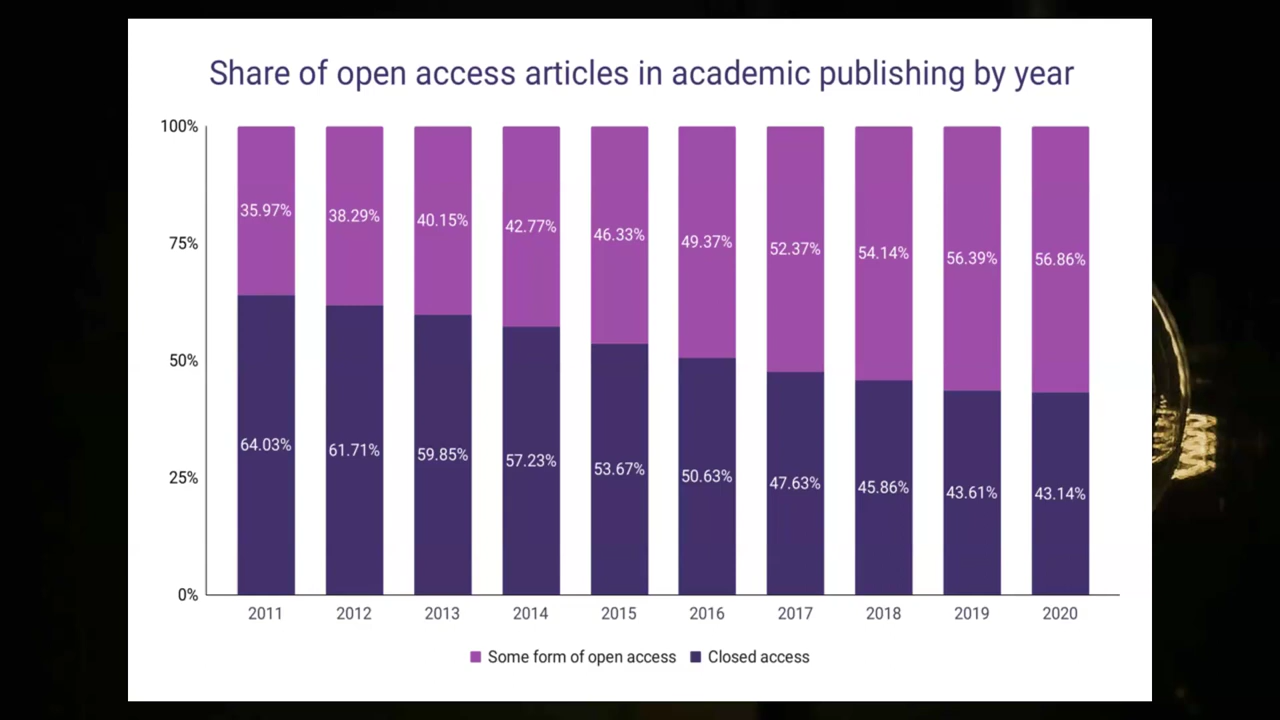 Share of open access articles in academic publishing by year
100%
75%
50%
25%
0%
35.97% 38.29% 40.15% 42.77% 46.33% 49.37% 52.37% 54.14% 56.39% 56.86%
64.03% 61.71% 59.85% 57.23% 53.67% 50.63% 47.63% 45.86% 43.61% 43.14%
2011 2012 2013 2014 2015 2016 2017 2018 2019 2020
Some form of open access Closed access